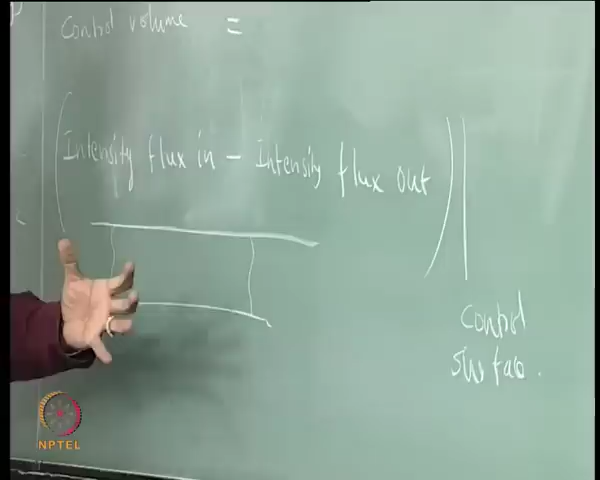 Control volume =
(Intensity flux in - Intensity flux out)|
control
surface.
NPTEL